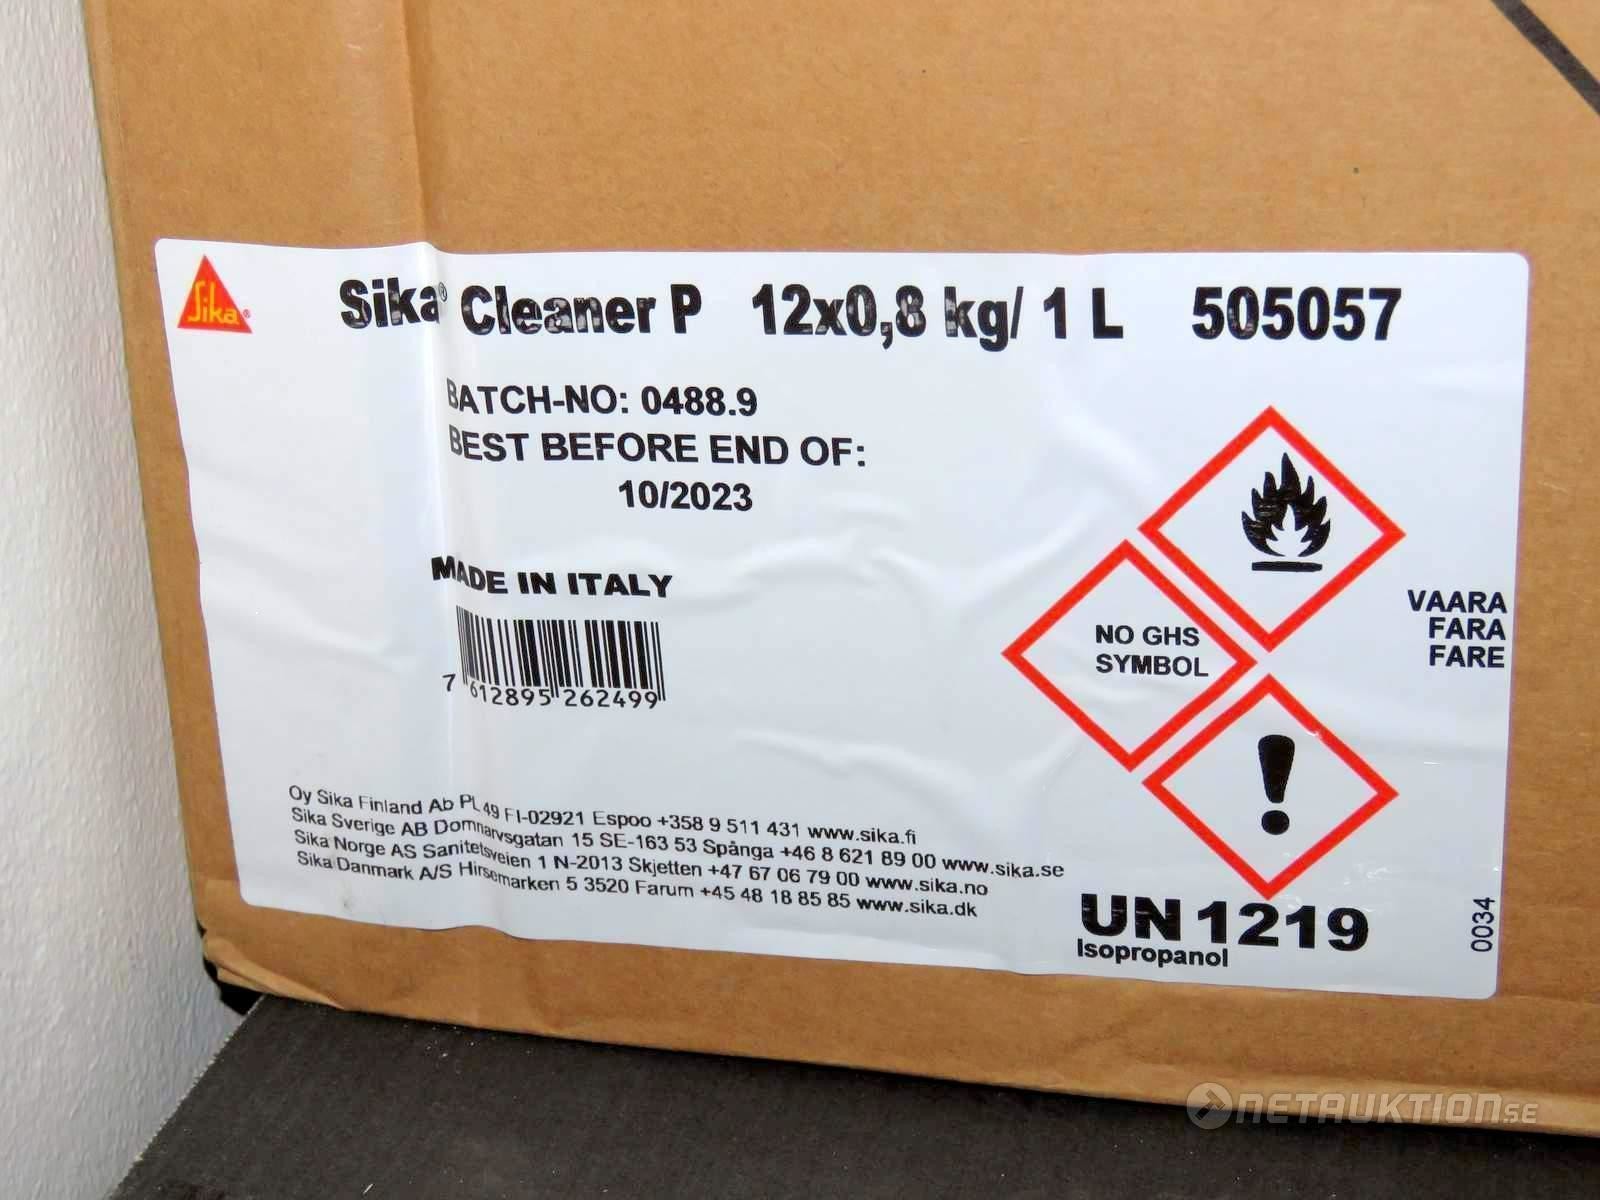 Sika®
Sika® Cleaner P 12x0,8 kg/ 1 L 505057
BATCH-NO: 0488.9
BEST BEFORE END OF:
10/2023
MADE IN ITALY
7 612895 262499
NO GHS
SYMBOL
VAARA
FARA
FARE
Oy Sika Finland Ab PL 49 FI-02921 Espoo +358 9 511 431 www.sika.fi
Sika Sverige AB Domnarvsgatan 15 SE-163 53 Spånga +46 8 621 89 00 www.sika.se
Sika Norge AS Sanitetsveien 1 N-2013 Skjetten +47 67 06 79 00 www.sika.no
Sika Danmark A/S Hirsemarken 5 3520 Farum +45 48 18 85 85 www.sika.dk
UN 1219
Isopropanol
0034
NETAUKTION.SE